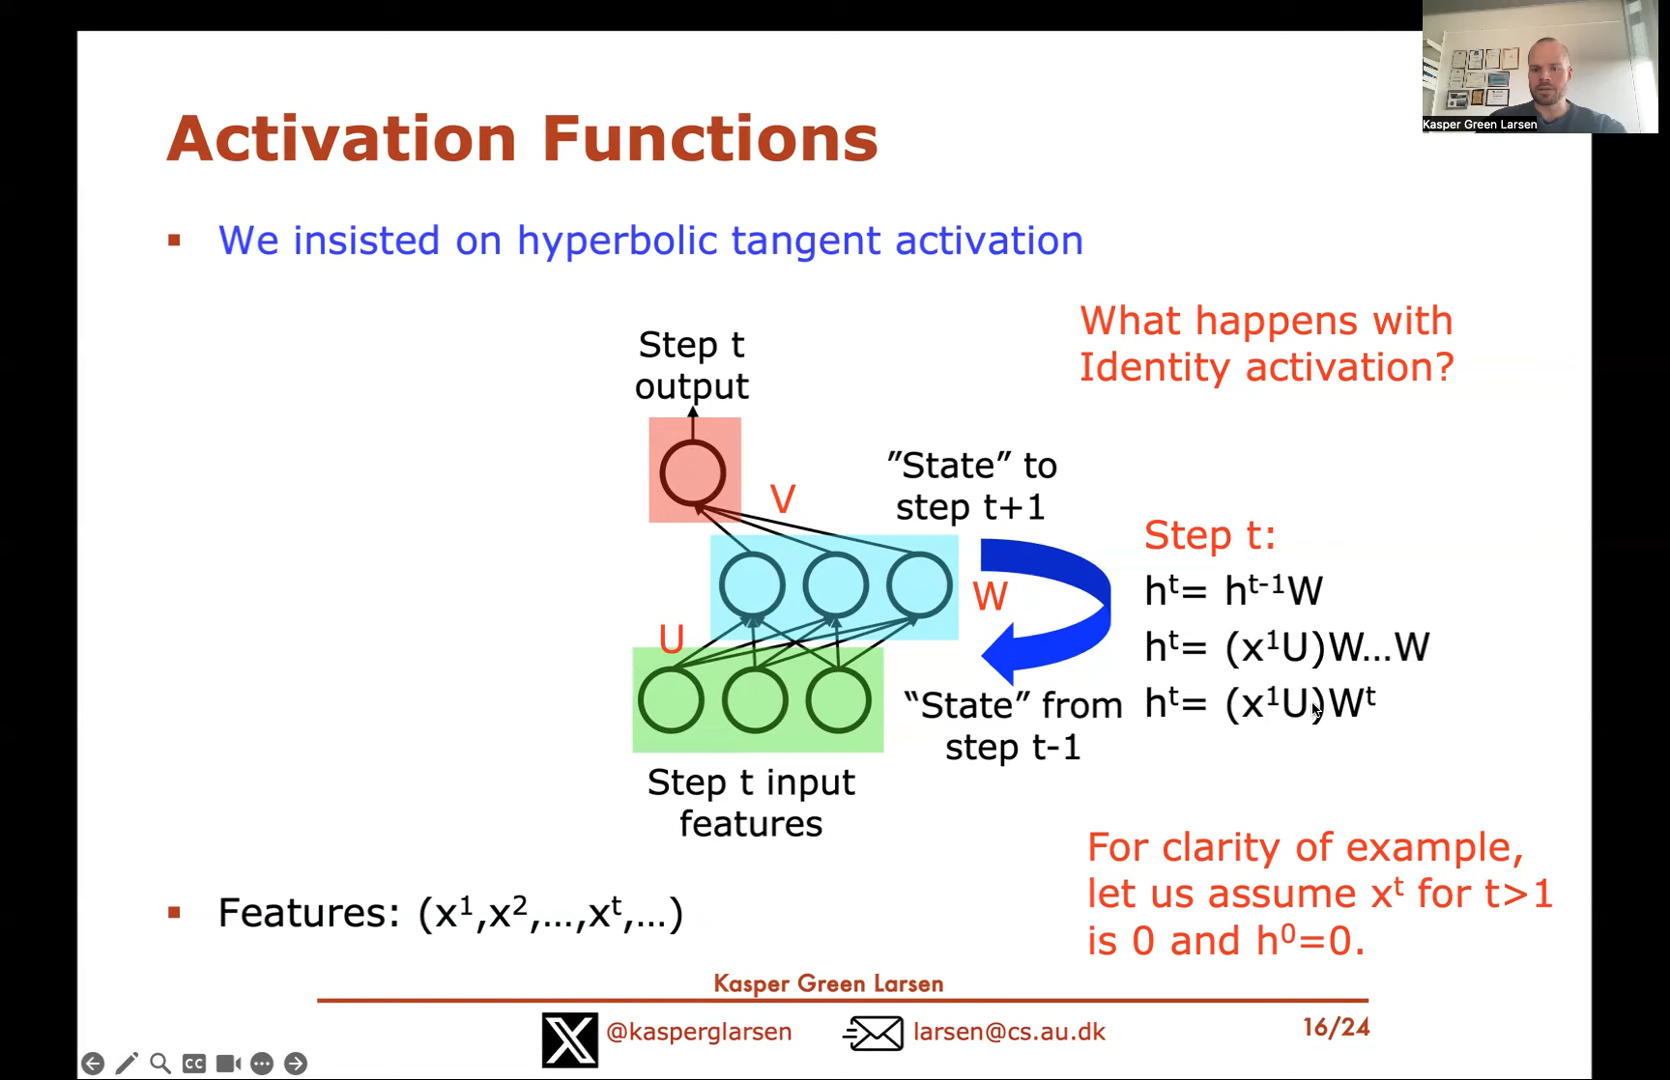 Kasper Green Larsen
Activation Functions
We insisted on hyperbolic tangent activation
What happens with
Identity activation?
Step t
output
”State” to
step t+1
V
W
U
Step t:
hᵗ= hᵗ⁻¹W
hᵗ= (x¹U)W...W
hᵗ= (x¹U)Wᵗ
“State” from
step t-1
Step t input
features
For clarity of example,
let us assume xᵗ for t>1
is 0 and h⁰=0.
Features: (x¹,x²,...,xᵗ,...)
Kasper Green Larsen
@kasperglarsen
larsen@cs.au.dk
16/24
CC